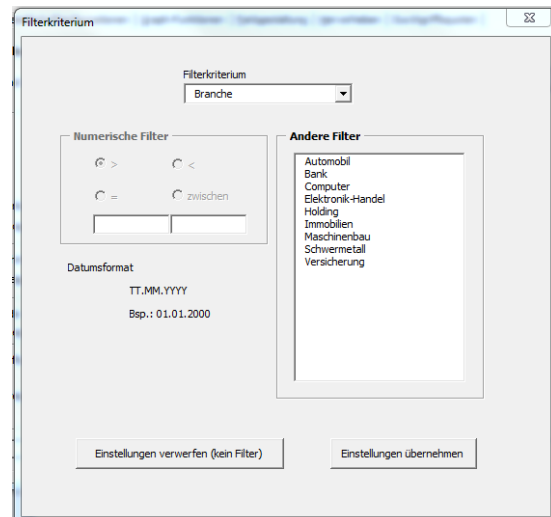 Filterkriterium
Filterkriterium
Branche
Numerische Filter
>
<
=
zwischen
Datumsformat
TT.MM.YYYY
Bsp.: 01.01.2000
Andere Filter
Automobil
Bank
Computer
Elektronik-Handel
Holding
Immobilien
Maschinenbau
Schwermetall
Versicherung
Einstellungen verwerfen (kein Filter)
Einstellungen übernehmen